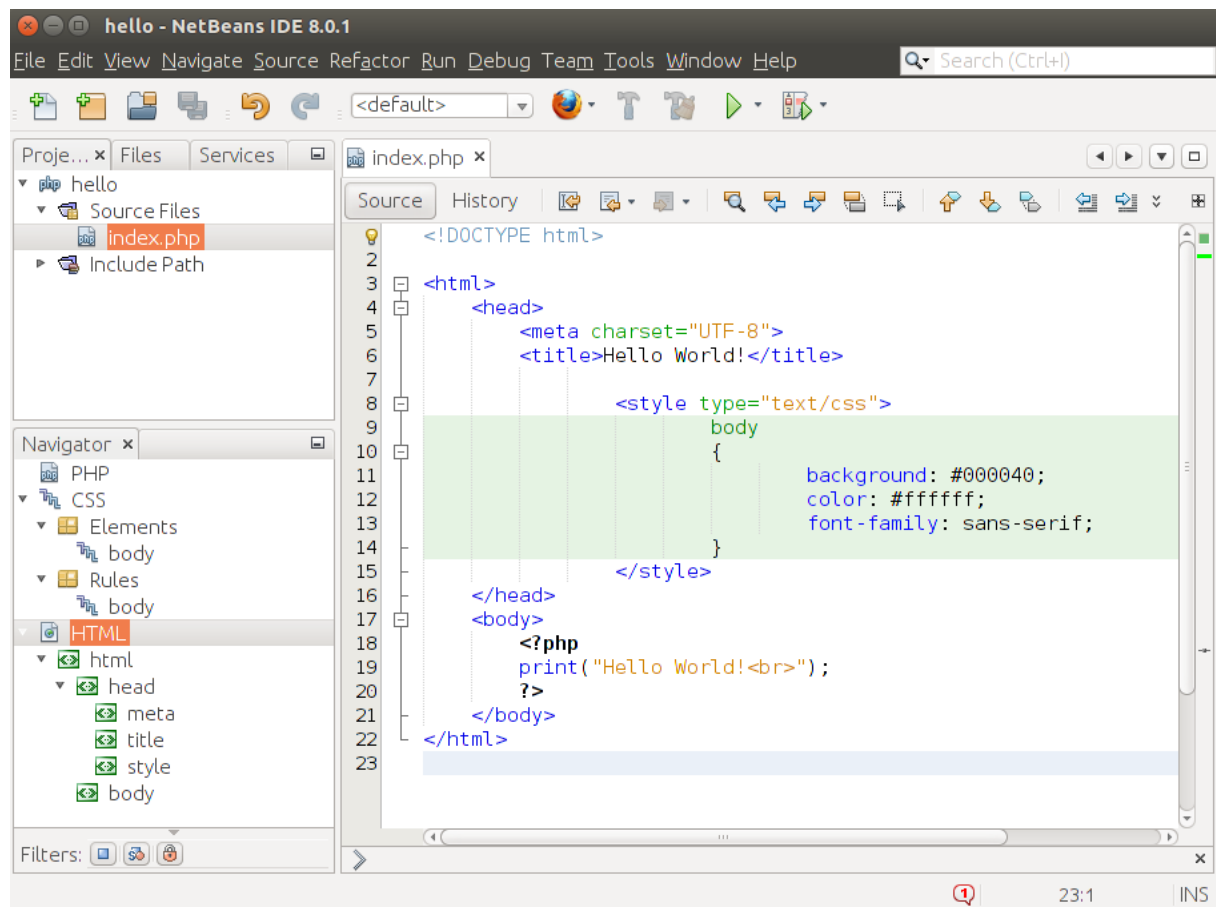 hello - NetBeans IDE 8.0.1
File Edit View Navigate Source Refactor Run Debug Team Tools Window Help
Search (Ctrl+I)
<default>
Proje... Files Services
php hello
Source Files
index.php
Include Path
Navigator
PHP
CSS
Elements
body
Rules
body
HTML
html
head
meta
title
style
body
Filters:
index.php
Source History
<!DOCTYPE html>
2
3 <html>
4 <head>
5 <meta charset="UTF-8">
6 <title>Hello World!</title>
7
8 <style type="text/css">
9 body
10 {
11 background: #000040;
12 color: #ffffff;
13 font-family: sans-serif;
14 }
15 </style>
16 </head>
17 <body>
18 <?php
19 print("Hello World!<br>");
20 ?>
21 </body>
22 </html>
23
1 23:1 INS